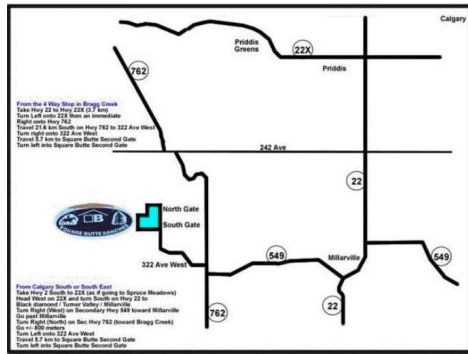 Calgary
Priddis
Greens
22X
Priddis
762
From the 4 Way Stop in Bragg Creek
Take Hwy 22 to Hwy 22X (3.7 km)
Turn Left onto 22X then an immediate
Right onto Hwy 762
Travel 21.6 km South on Hwy 762 to 322 Ave West
Turn right onto 322 Ave West
Travel 5.7 km to Square Butte Second Gate
Turn left into Square Butte Second Gate
242 Ave
22
North Gate
South Gate
SQUARE BUTTE RANCHES
322 Ave West
549
Millarville
549
From Calgary South or South East
Take Hwy 2 South to 22X (as if going to Spruce Meadows)
Head West on 22X and turn South on Hwy 22 to
Black diamond / Turner Valley / Millarville
Turn Right (West) on Secondary Hwy 549 toward Millarville
Go past Millarville
Turn Right (North) on Sec Hwy 762 (toward Bragg Creek)
Go +/- 800 meters
Turn Left onto 322 Ave West
Travel 5.7 km to Square Butte Second Gate
Turn left into Square Butte Second Gate
762
22